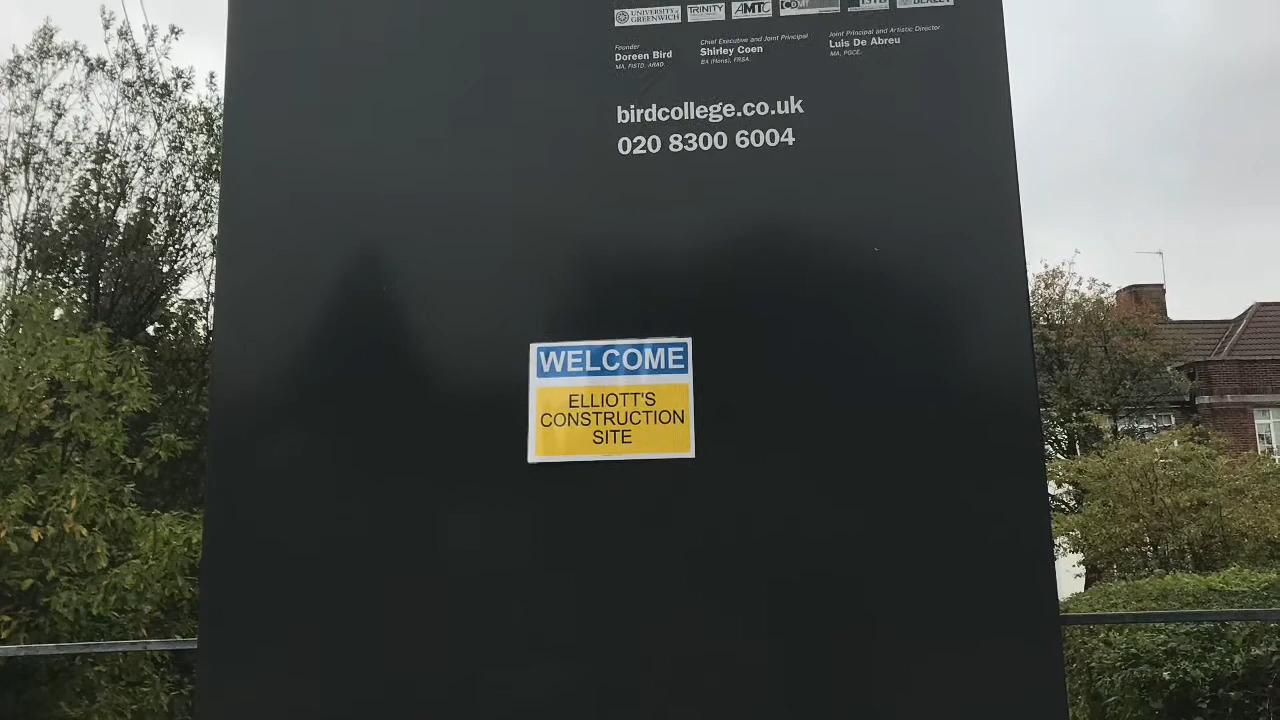 UNIVERSITY of GREENWICH
TRINITY
AMTC
CDMT
Founder
Doreen Bird
MA, FISTD, ARAD.
Chief Executive and Joint Principal
Shirley Coen
BA (Hons), FRSA.
Joint Principal and Artistic Director
Luis De Abreu
MA, PGCE.
birdcollege.co.uk
020 8300 6004
WELCOME
ELLIOTT'S
CONSTRUCTION
SITE